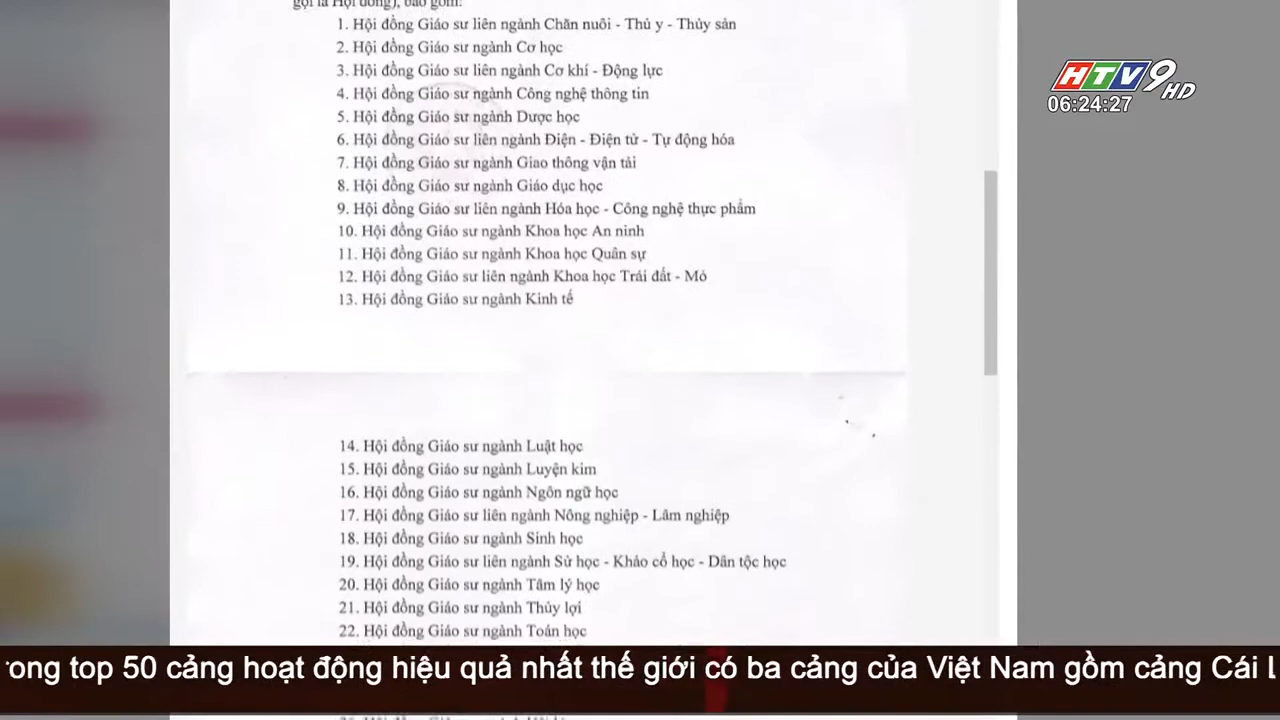 gọi là Hội đồng), bao gồm:
1. Hội đồng Giáo sư liên ngành Chăn nuôi - Thú y - Thủy sản
2. Hội đồng Giáo sư ngành Cơ học
3. Hội đồng Giáo sư liên ngành Cơ khí - Động lực
4. Hội đồng Giáo sư ngành Công nghệ thông tin
5. Hội đồng Giáo sư ngành Dược học
6. Hội đồng Giáo sư liên ngành Điện - Điện tử - Tự động hóa
7. Hội đồng Giáo sư ngành Giao thông vận tải
8. Hội đồng Giáo sư ngành Giáo dục học
9. Hội đồng Giáo sư liên ngành Hóa học - Công nghệ thực phẩm
10. Hội đồng Giáo sư ngành Khoa học An ninh
11. Hội đồng Giáo sư ngành Khoa học Quân sự
12. Hội đồng Giáo sư liên ngành Khoa học Trái đất - Mỏ
13. Hội đồng Giáo sư ngành Kinh tế
HTV9 HD
06:24:27
14. Hội đồng Giáo sư ngành Luật học
15. Hội đồng Giáo sư ngành Luyện kim
16. Hội đồng Giáo sư ngành Ngôn ngữ học
17. Hội đồng Giáo sư liên ngành Nông nghiệp - Lâm nghiệp
18. Hội đồng Giáo sư ngành Sinh học
19. Hội đồng Giáo sư liên ngành Sử học - Khảo cổ học - Dân tộc học
20. Hội đồng Giáo sư ngành Tâm lý học
21. Hội đồng Giáo sư ngành Thủy lợi
22. Hội đồng Giáo sư ngành Toán học
top 50 cảng hoạt động hiệu quả nhất thế giới có ba cảng của Việt Nam gồm cảng Cái